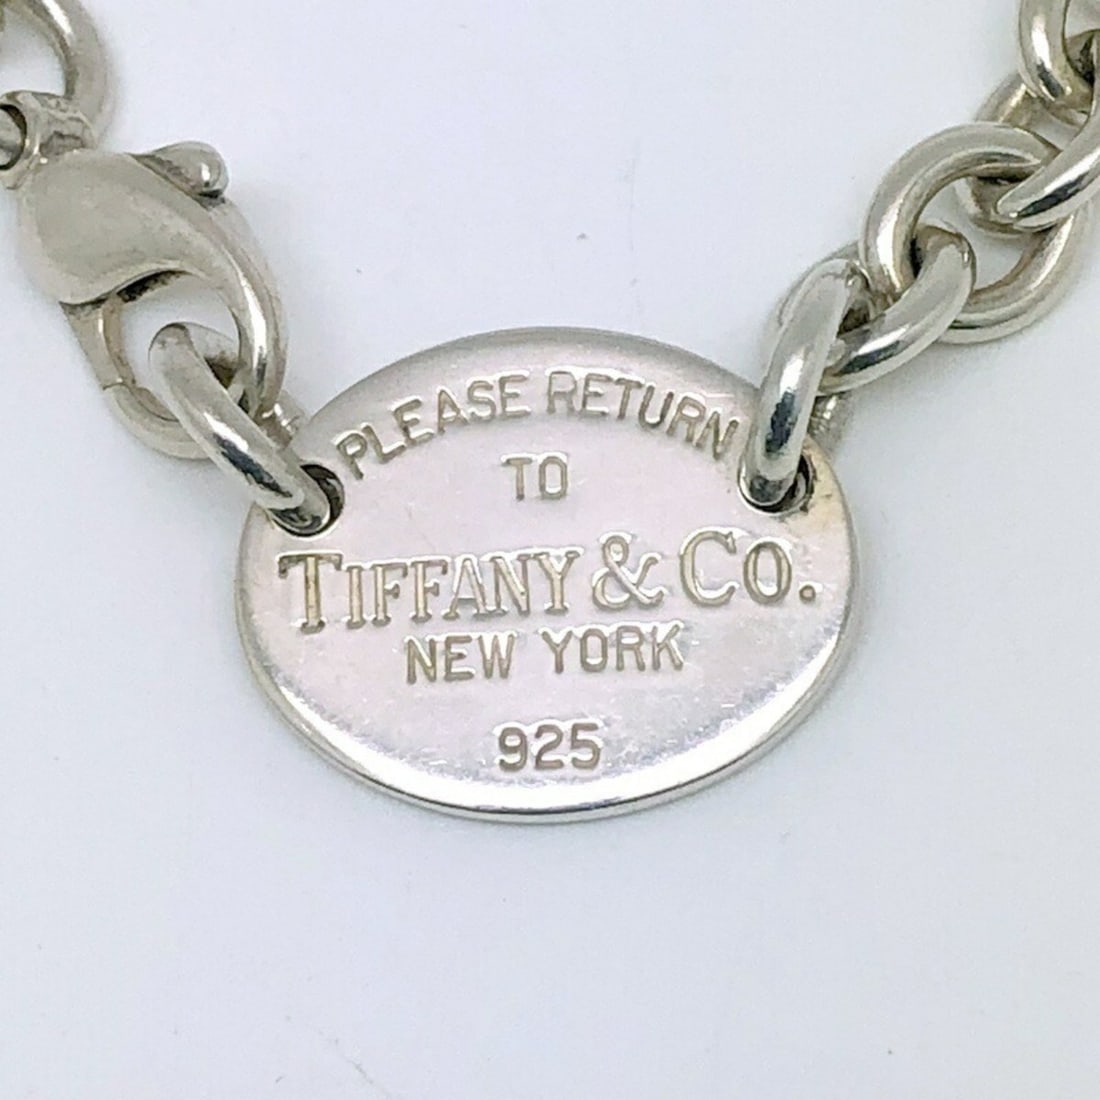 PLEASE RETURN
TO
TIFFANY & CO.
NEW YORK
925